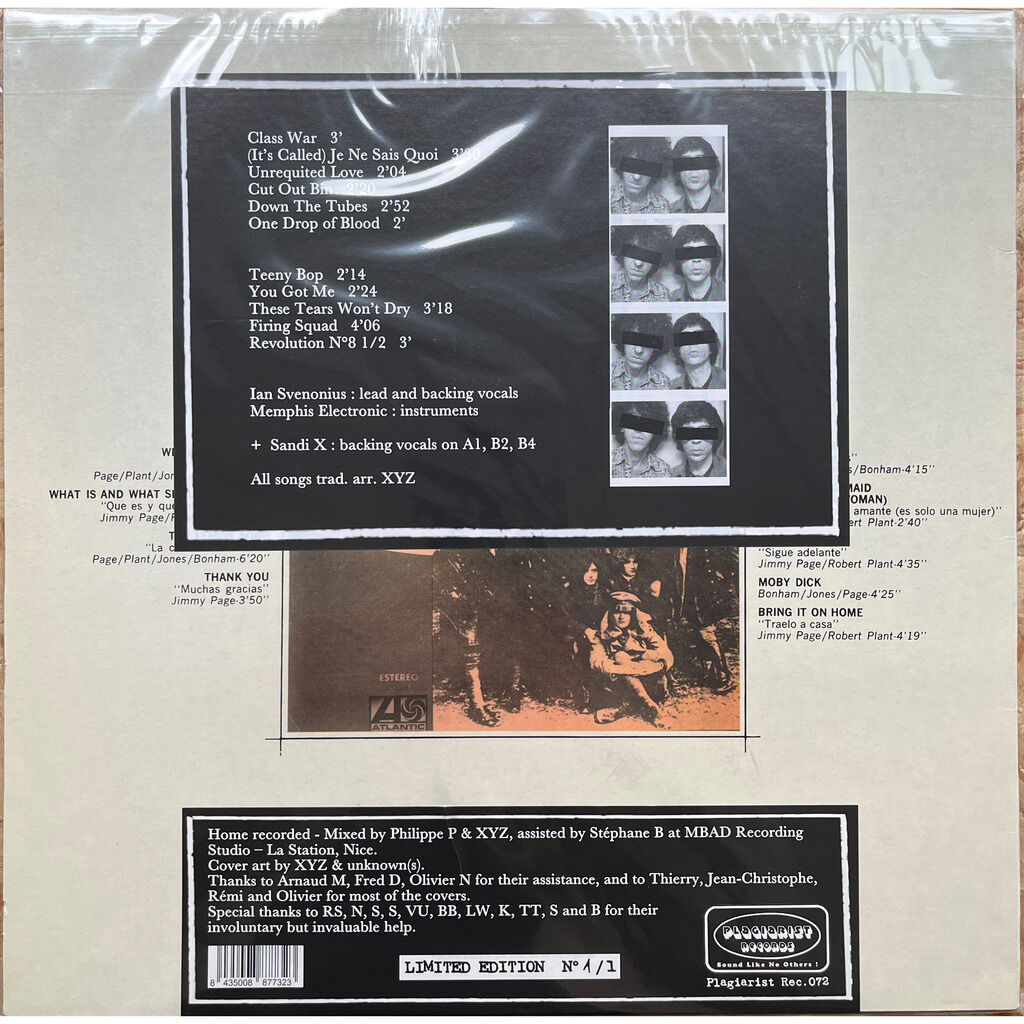 Class War 3'
(It's Called) Je Ne Sais Quoi 3'30
Unrequited Love 2'04
Cut Out Bin 2'20
Down The Tubes 2'52
One Drop of Blood 2'
Teeny Bop 2'14
You Got Me 2'24
These Tears Won't Dry 3'18
Firing Squad 4'06
Revolution N°8 1/2 3'
Ian Svenonius : lead and backing vocals
Memphis Electronic : instruments
+ Sandi X : backing vocals on A1, B2, B4
All songs trad. arr. XYZ
Page/Plant/
WHAT IS AND WHAT
"Que es y que
Jimmy Page/
"La
Page/Plant/Jones/Bonham-6'20"
THANK YOU
"Muchas gracias"
Jimmy Page-3'50"
/Bonham-4'15"
amante (es solo una mujer)"
Plant-2'40"
"Sigue adelante"
Jimmy Page/Robert Plant-4'35"
MOBY DICK
Bonham/Jones/Page-4'25"
BRING IT ON HOME
"Traelo a casa"
Jimmy Page/Robert Plant-4'19"
ESTEREO
ATLANTIC
Home recorded - Mixed by Philippe P & XYZ, assisted by Stéphane B at MBAD Recording
Studio – La Station, Nice.
Cover art by XYZ & unknown(s).
Thanks to Arnaud M, Fred D, Olivier N for their assistance, and to Thierry, Jean-Christophe,
Rémi and Olivier for most of the covers.
Special thanks to RS, N, S, S, VU, BB, LW, K, TT, S and B for their
involuntary but invaluable help.
8 435008 877323
LIMITED EDITION N° 1/1
PLAGIARIST
RECORDS
Sound Like No Others !
Plagiarist Rec.072